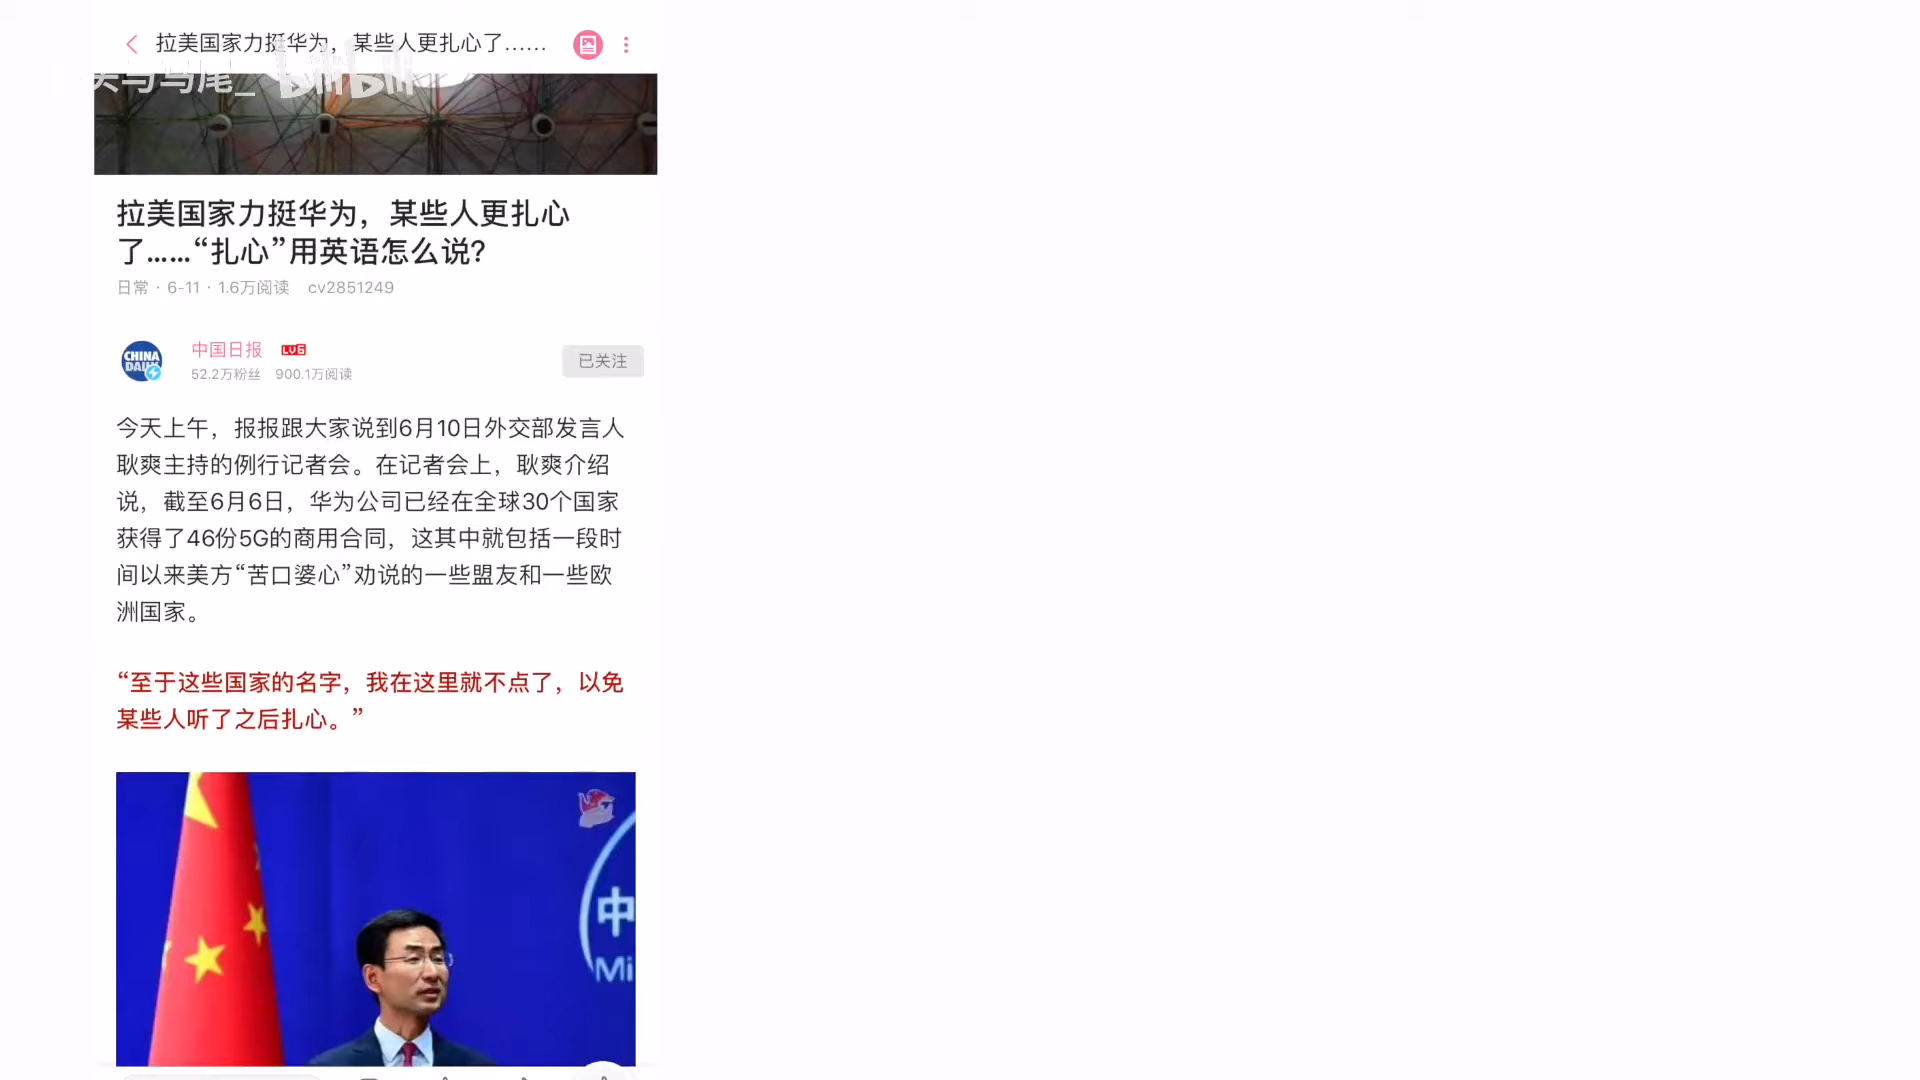 拉美国家力挺华为，某些人更扎心了......
与马尾_ bilibili
拉美国家力挺华为，某些人更扎心
了......“扎心”用英语怎么说?
日常 · 6-11 · 1.6万阅读 cv2851249
CHINA
DAILY
中国日报 LV6
52.2万粉丝 900.1万阅读
已关注
今天上午，报报跟大家说到6月10日外交部发言人
耿爽主持的例行记者会。在记者会上，耿爽介绍
说，截至6月6日，华为公司已经在全球30个国家
获得了46份5G的商用合同，这其中就包括一段时
间以来美方“苦口婆心”劝说的一些盟友和一些欧
洲国家。
“至于这些国家的名字，我在这里就不点了，以免
某些人听了之后扎心。”
中
Mi